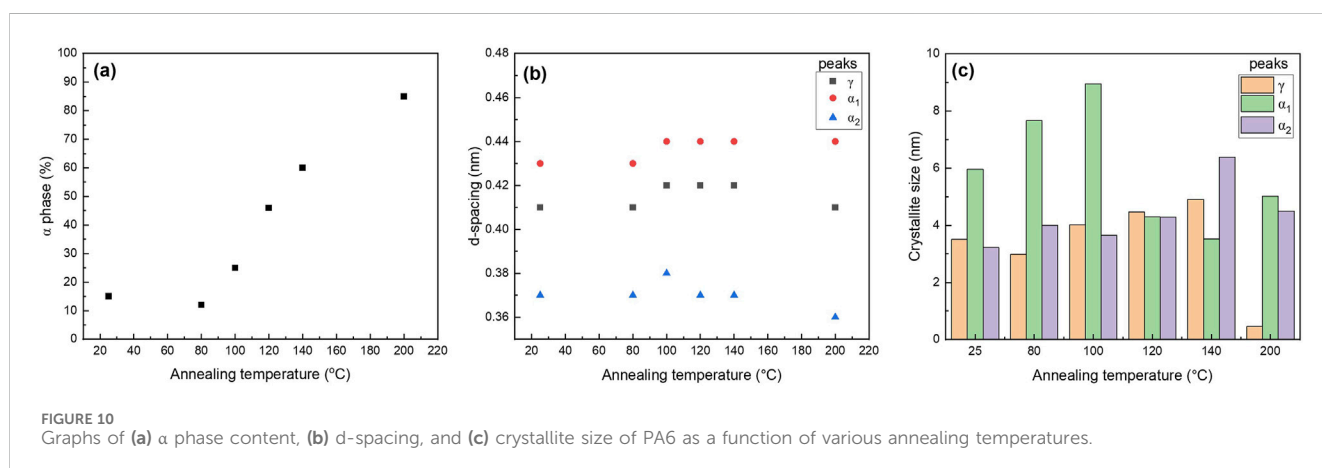 (a)
α phase (%)
100
90
80
70
60
50
40
30
20
10
0
20 40 60 80 100 120 140 160 180 200 220
Annealing temperature (°C)
(b)
peaks
γ
α1
α2
d-spacing (nm)
0.48
0.46
0.44
0.42
0.40
0.38
0.36
20 40 60 80 100 120 140 160 180 200 220
Annealing temperature (°C)
(c)
peaks
γ
α1
α2
Crystallite size (nm)
10
8
6
4
2
0
25 80 100 120 140 200
Annealing temperature (°C)
FIGURE 10
Graphs of (a) α phase content, (b) d-spacing, and (c) crystallite size of PA6 as a function of various annealing temperatures.